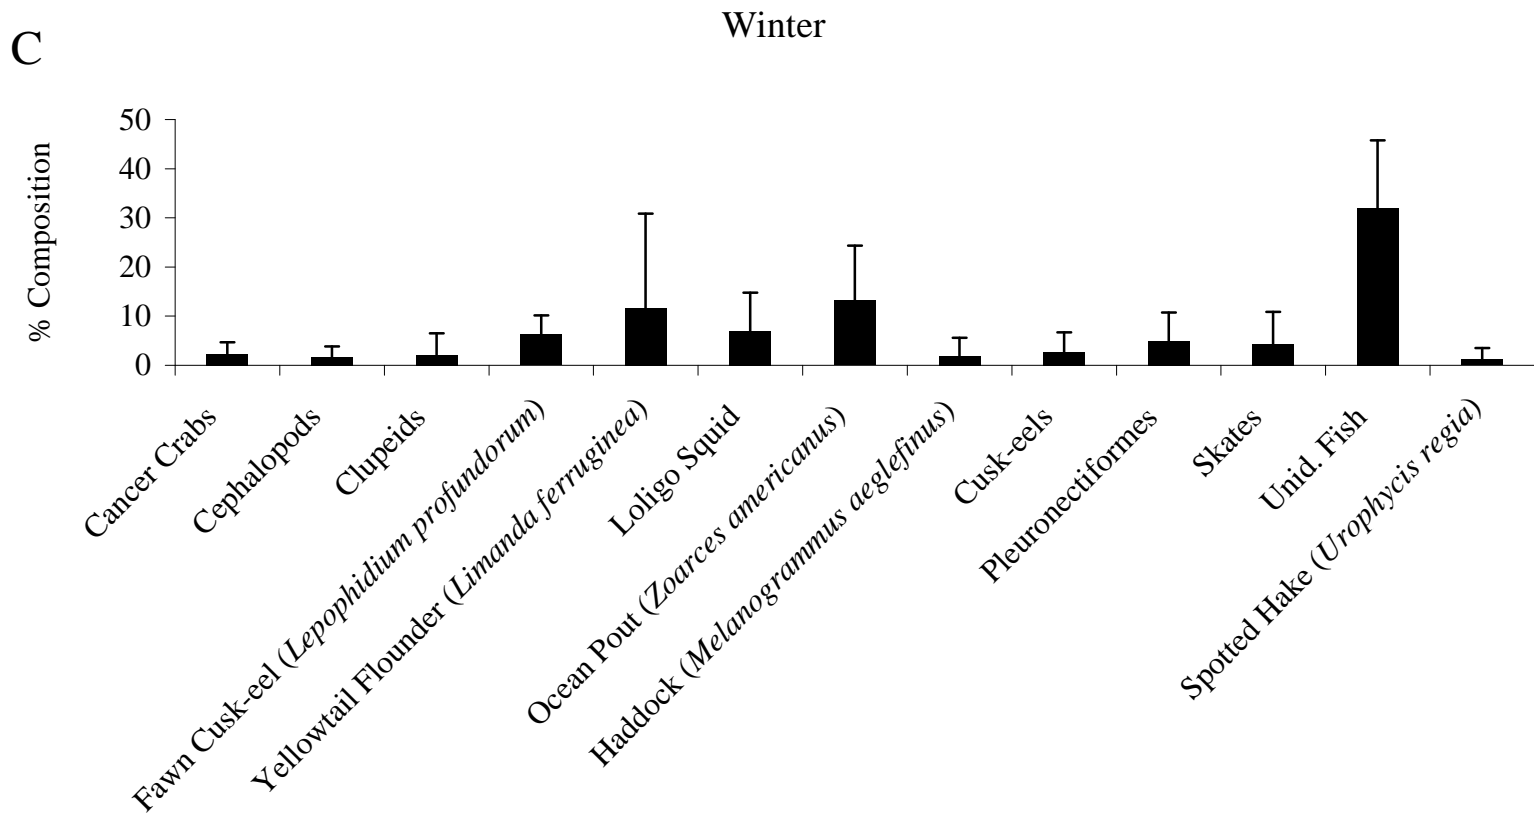 Winter
C
% Composition
50
40
30
20
10
0
Cancer Crabs
Cephalopods
Clupeids
Fawn Cusk-eel (Lepophidium profundorum)
Yellowtail Flounder (Limanda ferruginea)
Loligo Squid
Ocean Pout (Zoarces americanus)
Haddock (Melanogrammus aeglefinus)
Cusk-eels
Pleuronectiformes
Skates
Unid. Fish
Spotted Hake (Urophycis regia)